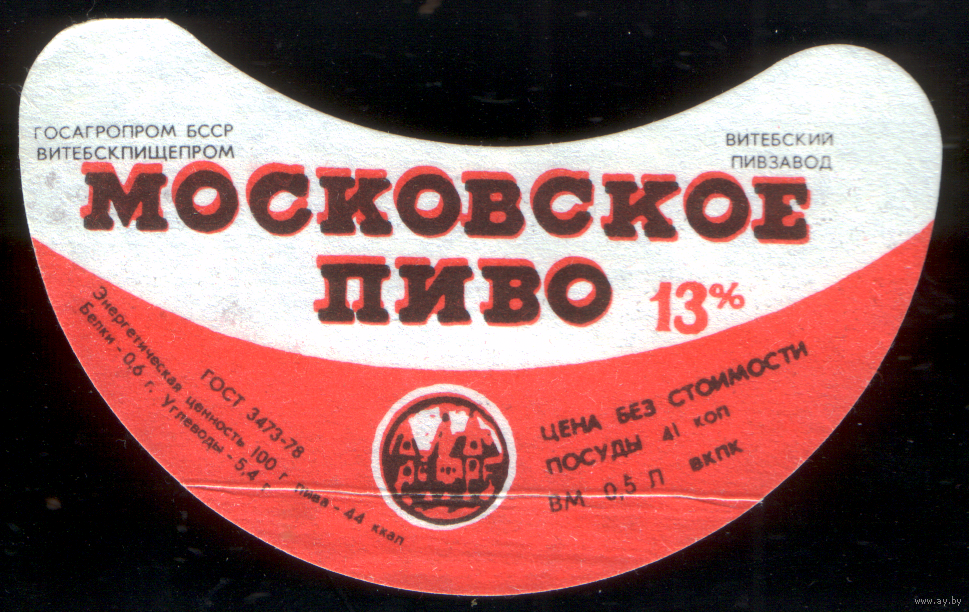 ГОСАГРОПРОМ БССР
ВИТЕБСКПИЩЕПРОМ
ВИТЕБСКИЙ
ПИВЗАВОД
МОСКОВСКОЕ
ПИВО
13%
ГОСТ 3473-78
Энергетическая ценность 100 г пива - 44 ккал
Белки - 0,6 г. Углеводы - 5,4 г.
ЦЕНА БЕЗ СТОИМОСТИ
ПОСУДЫ 41 КОП
ВМ 0,5 Л ВКПК
www.ay.by